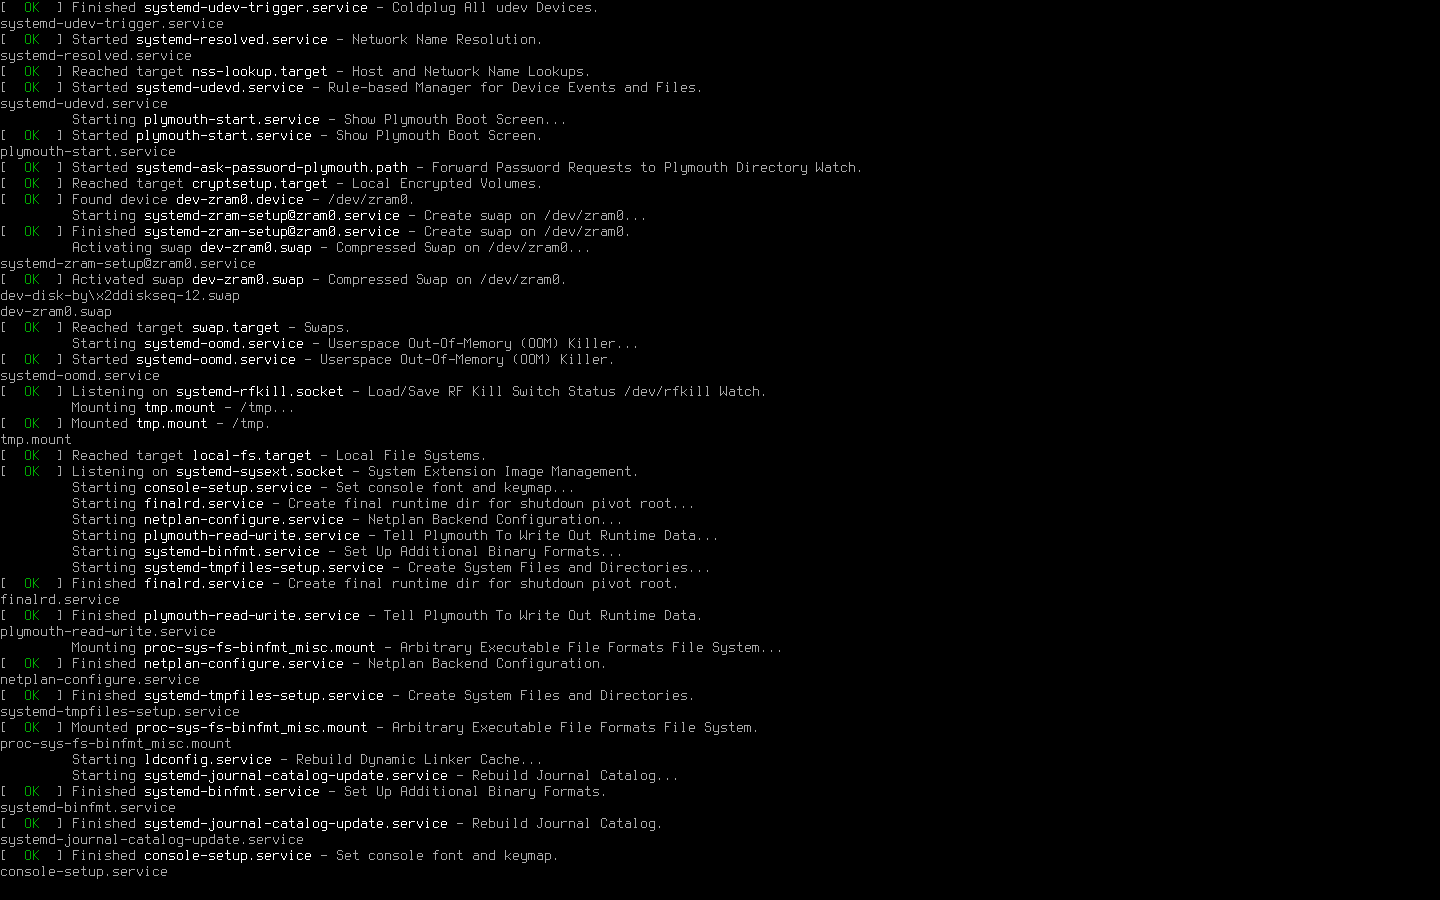 [  OK  ] Finished systemd-udev-trigger.service - Coldplug All udev Devices.
systemd-udev-trigger.service
[  OK  ] Started systemd-resolved.service - Network Name Resolution.
systemd-resolved.service
[  OK  ] Reached target nss-lookup.target - Host and Network Name Lookups.
[  OK  ] Started systemd-udevd.service - Rule-based Manager for Device Events and Files.
systemd-udevd.service
         Starting plymouth-start.service - Show Plymouth Boot Screen...
[  OK  ] Started plymouth-start.service - Show Plymouth Boot Screen.
plymouth-start.service
[  OK  ] Started systemd-ask-password-plymouth.path - Forward Password Requests to Plymouth Directory Watch.
[  OK  ] Reached target cryptsetup.target - Local Encrypted Volumes.
[  OK  ] Found device dev-zram0.device - /dev/zram0.
         Starting systemd-zram-setup@zram0.service - Create swap on /dev/zram0...
[  OK  ] Finished systemd-zram-setup@zram0.service - Create swap on /dev/zram0.
         Activating swap dev-zram0.swap - Compressed Swap on /dev/zram0...
systemd-zram-setup@zram0.service
[  OK  ] Activated swap dev-zram0.swap - Compressed Swap on /dev/zram0.
dev-disk-by\x2ddiskseq-12.swap
dev-zram0.swap
[  OK  ] Reached target swap.target - Swaps.
         Starting systemd-oomd.service - Userspace Out-Of-Memory (OOM) Killer...
[  OK  ] Started systemd-oomd.service - Userspace Out-Of-Memory (OOM) Killer.
systemd-oomd.service
[  OK  ] Listening on systemd-rfkill.socket - Load/Save RF Kill Switch Status /dev/rfkill Watch.
         Mounting tmp.mount - /tmp...
[  OK  ] Mounted tmp.mount - /tmp.
tmp.mount
[  OK  ] Reached target local-fs.target - Local File Systems.
[  OK  ] Listening on systemd-sysext.socket - System Extension Image Management.
         Starting console-setup.service - Set console font and keymap...
         Starting finalrd.service - Create final runtime dir for shutdown pivot root...
         Starting netplan-configure.service - Netplan Backend Configuration...
         Starting plymouth-read-write.service - Tell Plymouth To Write Out Runtime Data...
         Starting systemd-binfmt.service - Set Up Additional Binary Formats...
         Starting systemd-tmpfiles-setup.service - Create System Files and Directories...
[  OK  ] Finished finalrd.service - Create final runtime dir for shutdown pivot root.
finalrd.service
[  OK  ] Finished plymouth-read-write.service - Tell Plymouth To Write Out Runtime Data.
plymouth-read-write.service
         Mounting proc-sys-fs-binfmt_misc.mount - Arbitrary Executable File Formats File System...
[  OK  ] Finished netplan-configure.service - Netplan Backend Configuration.
netplan-configure.service
[  OK  ] Finished systemd-tmpfiles-setup.service - Create System Files and Directories.
systemd-tmpfiles-setup.service
[  OK  ] Mounted proc-sys-fs-binfmt_misc.mount - Arbitrary Executable File Formats File System.
proc-sys-fs-binfmt_misc.mount
         Starting ldconfig.service - Rebuild Dynamic Linker Cache...
         Starting systemd-journal-catalog-update.service - Rebuild Journal Catalog...
[  OK  ] Finished systemd-binfmt.service - Set Up Additional Binary Formats.
systemd-binfmt.service
[  OK  ] Finished systemd-journal-catalog-update.service - Rebuild Journal Catalog.
systemd-journal-catalog-update.service
[  OK  ] Finished console-setup.service - Set console font and keymap.
console-setup.service